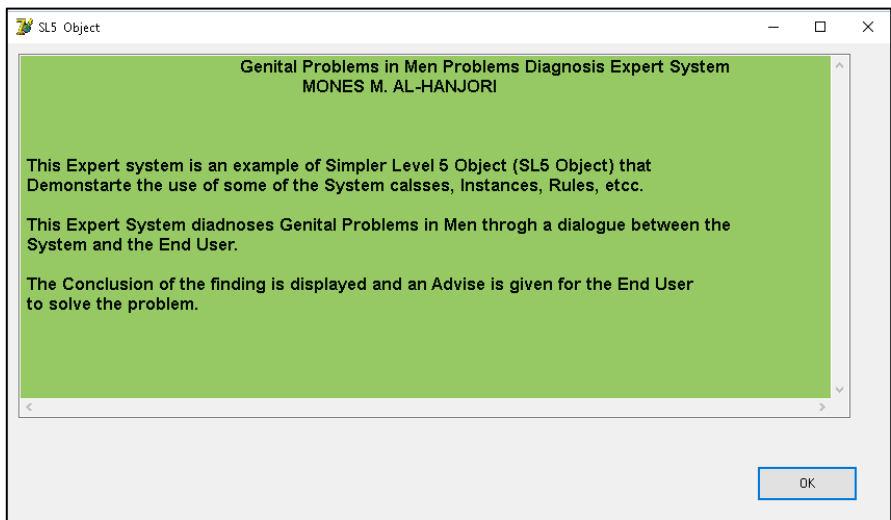 SL5 Object
Genital Problems in Men Problems Diagnosis Expert System
MONES M. AL-HANJORI
This Expert system is an example of Simpler Level 5 Object (SL5 Object) that
Demonstarte the use of some of the System calsses, Instances, Rules, etcc.
This Expert System diadnoses Genital Problems in Men throgh a dialogue between the
System and the End User.
The Conclusion of the finding is displayed and an Advise is given for the End User
to solve the problem.
OK